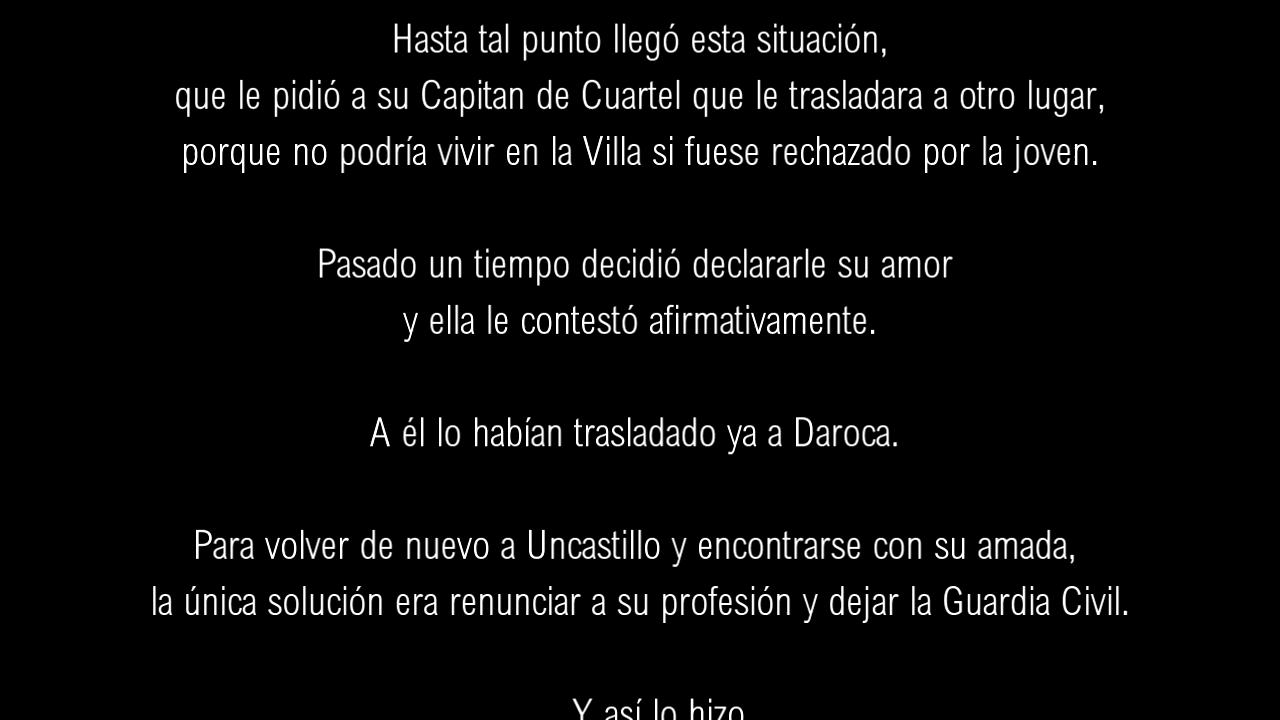 Hasta tal punto llegó esta situación,
que le pidió a su Capitan de Cuartel que le trasladara a otro lugar,
porque no podría vivir en la Villa si fuese rechazado por la joven.
Pasado un tiempo decidió declararle su amor
y ella le contestó afirmativamente.
A él lo habían trasladado ya a Daroca.
Para volver de nuevo a Uncastillo y encontrarse con su amada,
la única solución era renunciar a su profesión y dejar la Guardia Civil.
Y así lo hizo